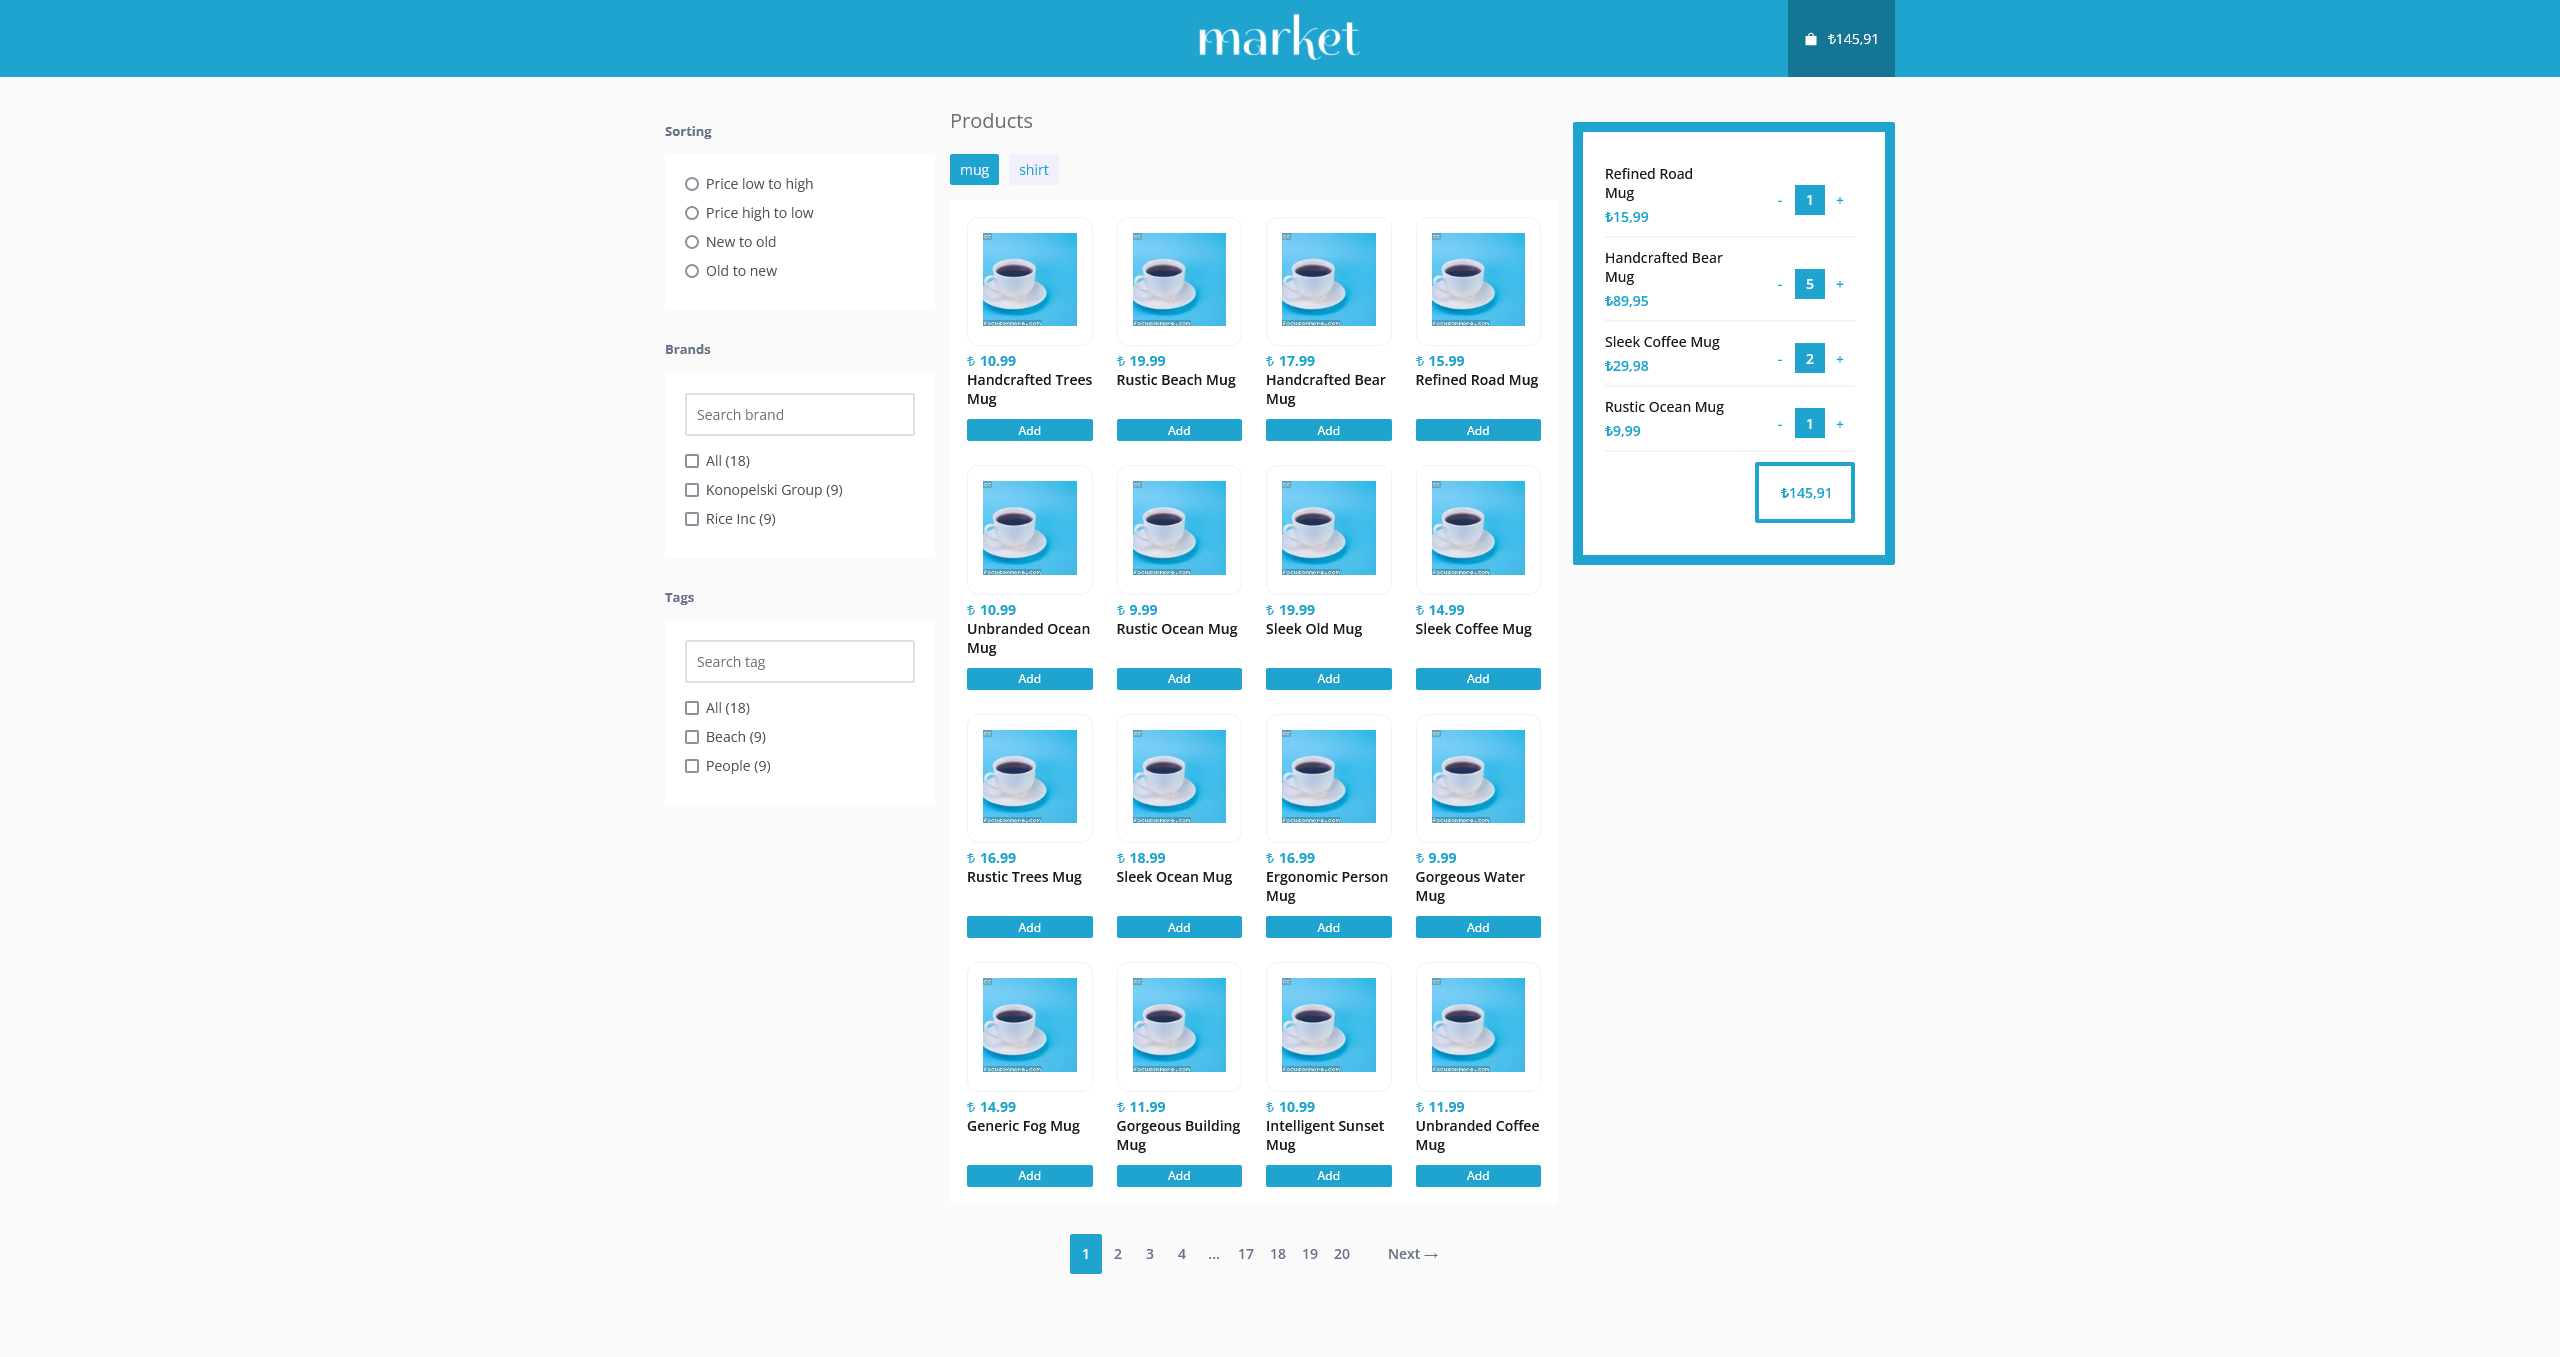 market
₺145,91
Sorting
Price low to high
Price high to low
New to old
Old to new
Brands
Search brand
All (18)
Konopelski Group (9)
Rice Inc (9)
Tags
Search tag
All (18)
Beach (9)
People (9)
Products
mug shirt
₺ 10.99
Handcrafted Trees
Mug
Add
₺ 19.99
Rustic Beach Mug
Add
₺ 17.99
Handcrafted Bear
Mug
Add
₺ 15.99
Refined Road Mug
Add
₺ 10.99
Unbranded Ocean
Mug
Add
₺ 9.99
Rustic Ocean Mug
Add
₺ 19.99
Sleek Old Mug
Add
₺ 14.99
Sleek Coffee Mug
Add
₺ 16.99
Rustic Trees Mug
Add
₺ 18.99
Sleek Ocean Mug
Add
₺ 16.99
Ergonomic Person
Mug
Add
₺ 9.99
Gorgeous Water
Mug
Add
₺ 14.99
Generic Fog Mug
Add
₺ 11.99
Gorgeous Building
Mug
Add
₺ 10.99
Intelligent Sunset
Mug
Add
₺ 11.99
Unbranded Coffee
Mug
Add
1 2 3 4 ... 17 18 19 20 Next →
Refined Road
Mug
₺15,99
- 1 +
Handcrafted Bear
Mug
₺89,95
- 5 +
Sleek Coffee Mug
₺29,98
- 2 +
Rustic Ocean Mug
₺9,99
- 1 +
₺145,91